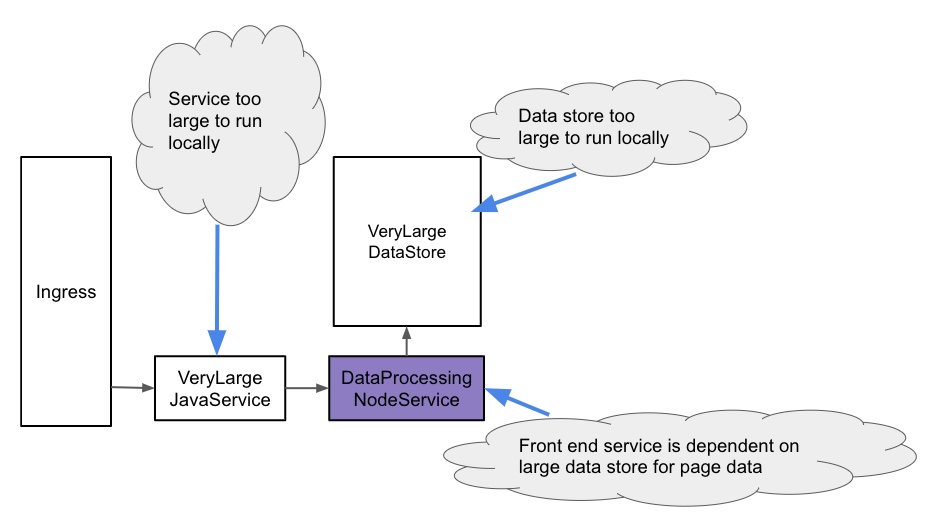 Service too
large to run
locally
Data store too
large to run locally
VeryLarge
DataStore
Ingress
VeryLarge
JavaService
DataProcessing
NodeService
Front end service is dependent on
large data store for page data